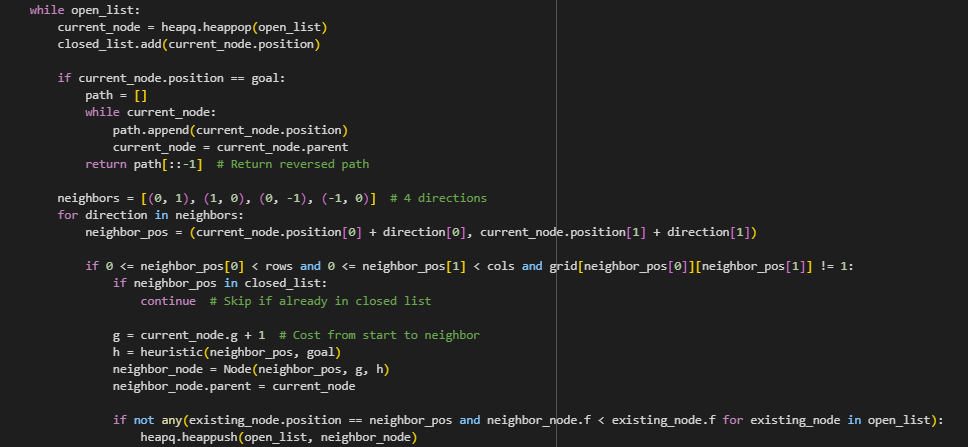 while open_list:
    current_node = heapq.heappop(open_list)
    closed_list.add(current_node.position)

    if current_node.position == goal:
        path = []
        while current_node:
            path.append(current_node.position)
            current_node = current_node.parent
        return path[::-1]  # Return reversed path

    neighbors = [(0, 1), (1, 0), (0, -1), (-1, 0)]  # 4 directions
    for direction in neighbors:
        neighbor_pos = (current_node.position[0] + direction[0], current_node.position[1] + direction[1])

        if 0 <= neighbor_pos[0] < rows and 0 <= neighbor_pos[1] < cols and grid[neighbor_pos[0]][neighbor_pos[1]] != 1:
            if neighbor_pos in closed_list:
                continue  # Skip if already in closed list

            g = current_node.g + 1  # Cost from start to neighbor
            h = heuristic(neighbor_pos, goal)
            neighbor_node = Node(neighbor_pos, g, h)
            neighbor_node.parent = current_node

            if not any(existing_node.position == neighbor_pos and neighbor_node.f < existing_node.f for existing_node in open_list):
                heapq.heappush(open_list, neighbor_node)